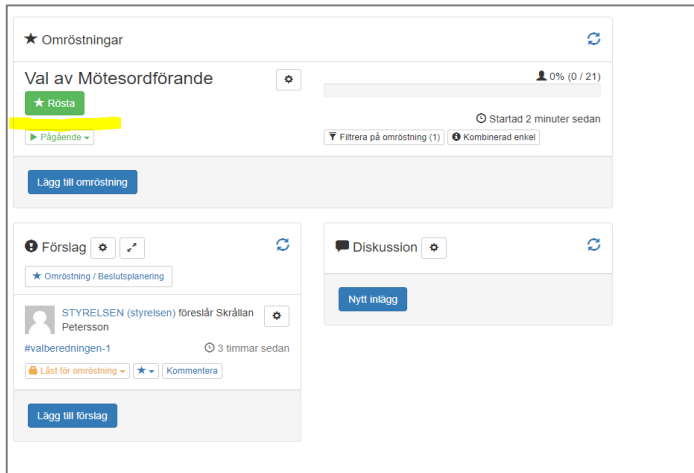 Omröstningar
Val av Mötesordförande
0% (0 / 21)
Rösta
Startad 2 minuter sedan
Pågående
Filtrera på omröstning (1)
Kombinerad enkel
Lägg till omröstning
Förslag
Omröstning / Beslutsplanering
STYRELSEN (styrelsen) föreslår Skrållan
Petersson
#valberedningen-1
3 timmar sedan
Låst för omröstning
Kommentera
Lägg till förslag
Diskussion
Nytt inlägg